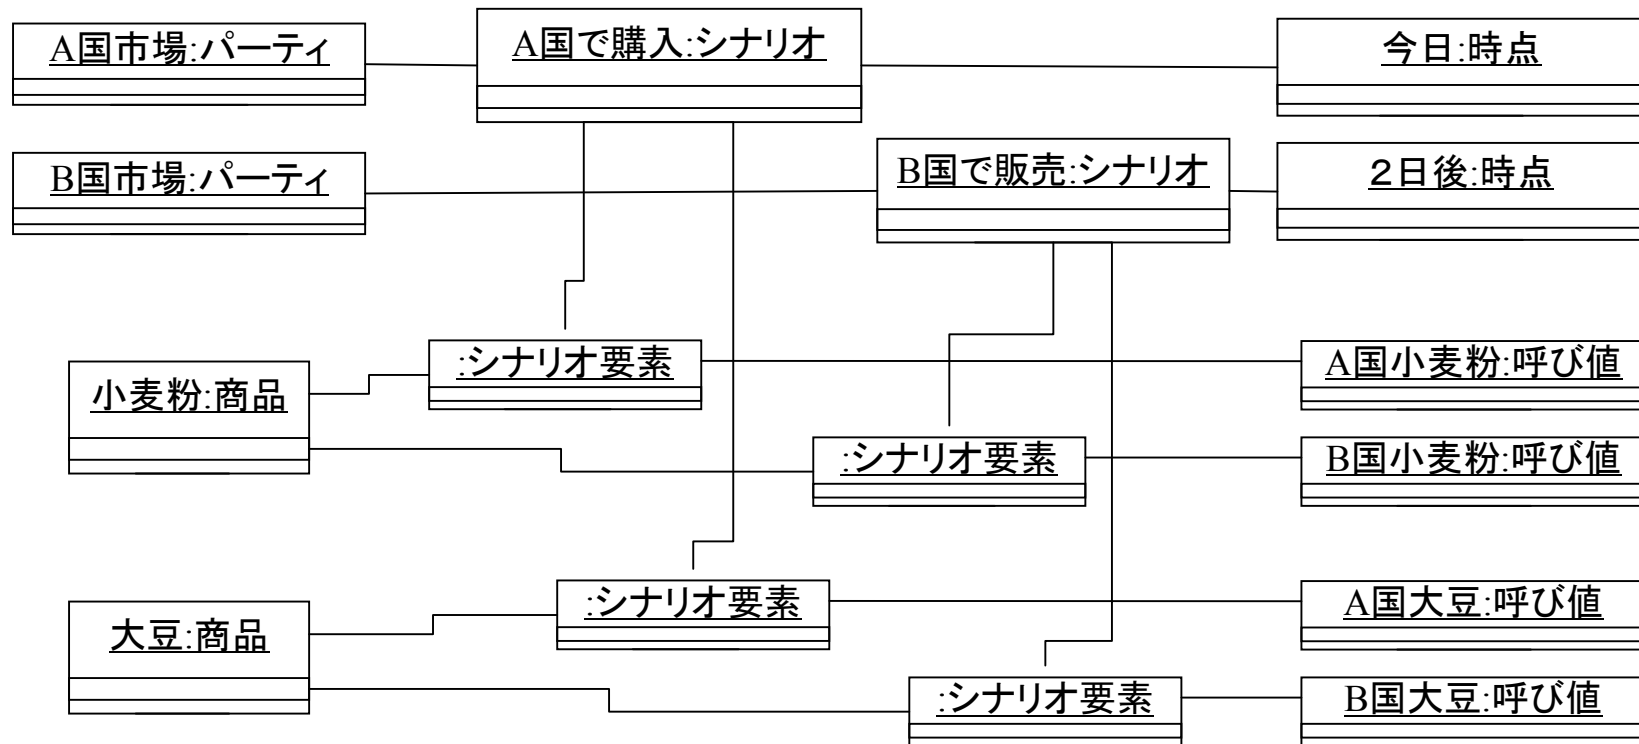 A国市場:パーティ
A国で購入:シナリオ
今日:時点
B国市場:パーティ
B国で販売:シナリオ
２日後:時点
:シナリオ要素
A国小麦粉:呼び値
小麦粉:商品
:シナリオ要素
B国小麦粉:呼び値
:シナリオ要素
A国大豆:呼び値
大豆:商品
:シナリオ要素
B国大豆:呼び値